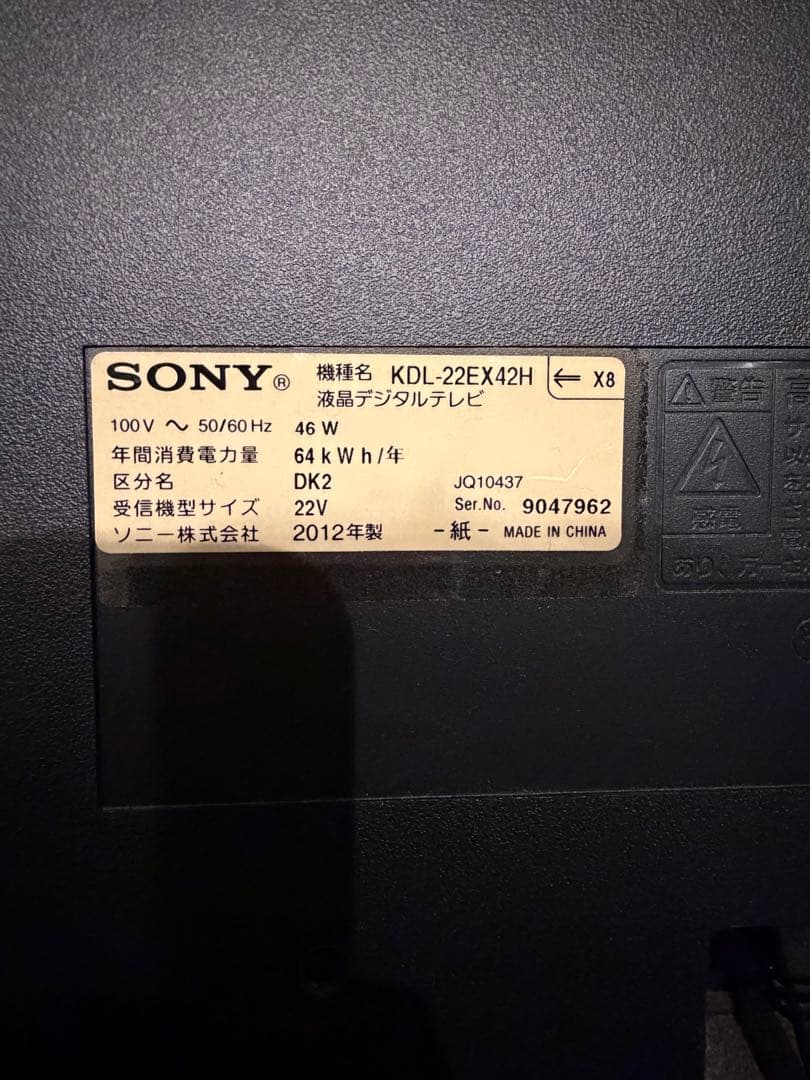 SONY®
機種名 KDL-22EX42H
液晶デジタルテレビ
⇐ X8
100V ～ 50/60Hz 46 W
年間消費電力量 64kWh/年
区分名 DK2 JQ10437
受信機型サイズ 22V Ser.No. 9047962
ソニー株式会社 2012年製 -紙- MADE IN CHINA
警告
感電